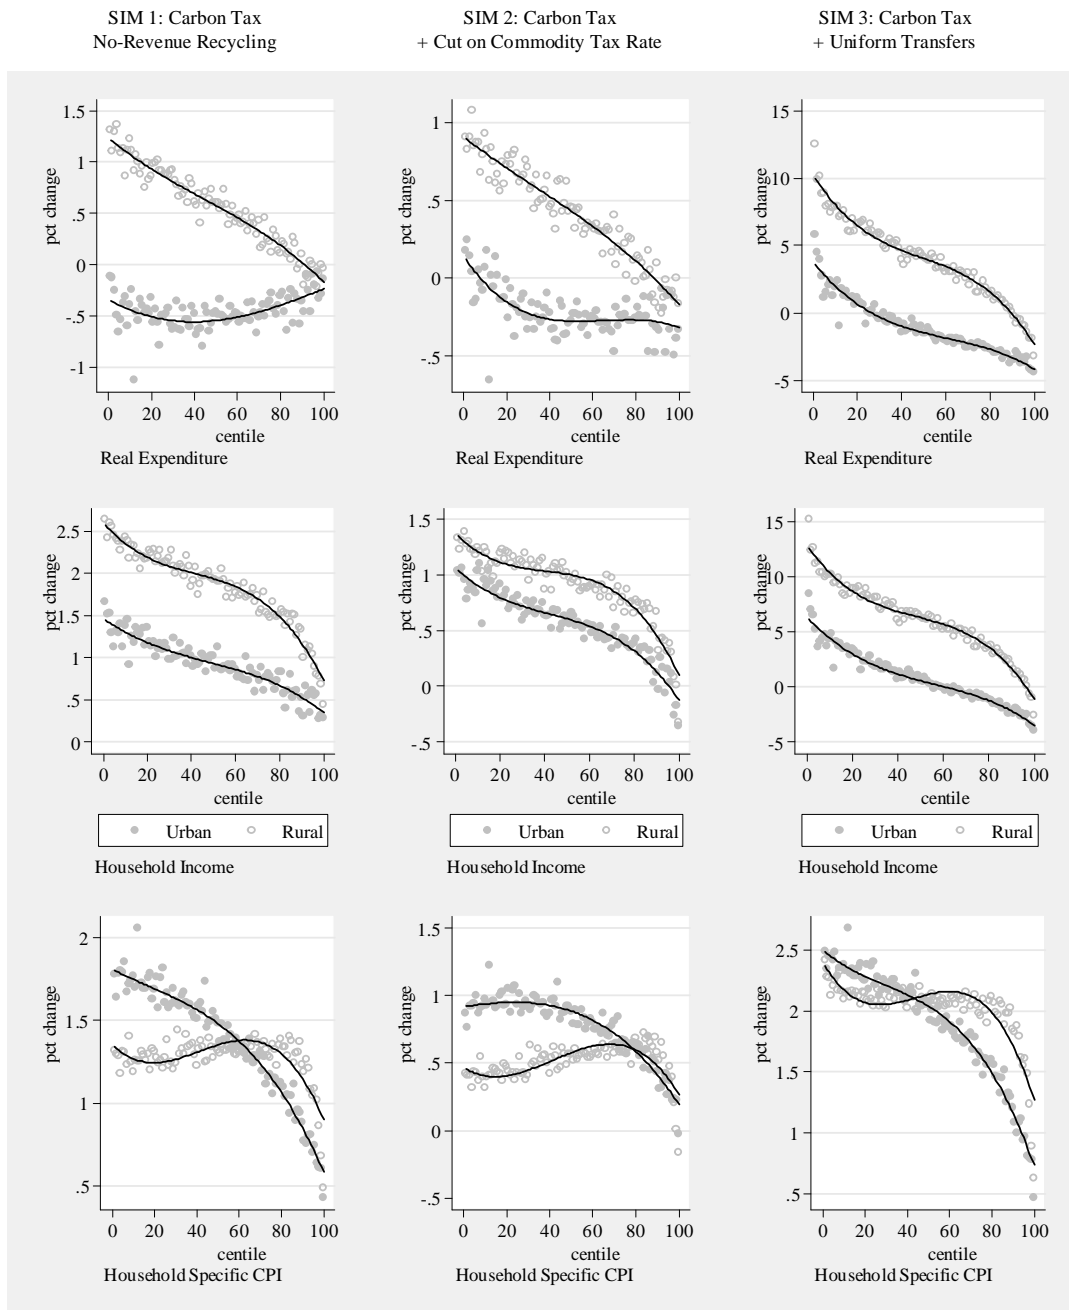 SIM 1: Carbon Tax
No-Revenue Recycling
SIM 2: Carbon Tax
+ Cut on Commodity Tax Rate
SIM 3: Carbon Tax
+ Uniform Transfers
1.5
1
.5
0
-.5
-1
pct change
0 20 40 60 80 100
centile
Real Expenditure
1
.5
0
-.5
pct change
0 20 40 60 80 100
centile
Real Expenditure
15
10
5
0
-5
pct change
0 20 40 60 80 100
centile
Real Expenditure
2.5
2
1.5
1
.5
0
pct change
0 20 40 60 80 100
centile
Urban Rural
Household Income
1.5
1
.5
0
-.5
pct change
0 20 40 60 80 100
centile
Urban Rural
Household Income
15
10
5
0
-5
pct change
0 20 40 60 80 100
centile
Urban Rural
Household Income
2
1.5
1
.5
pct change
0 20 40 60 80 100
centile
Household Specific CPI
1.5
1
.5
0
-.5
pct change
0 20 40 60 80 100
centile
Household Specific CPI
2.5
2
1.5
1
.5
pct change
0 20 40 60 80 100
centile
Household Specific CPI